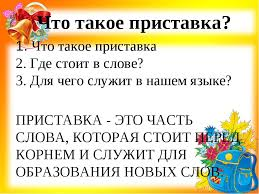 Что такое приставка?
1. Что такое приставка
2. Где стоит в слове?
3. Для чего служит в нашем языке?
ПРИСТАВКА - ЭТО ЧАСТЬ
СЛОВА, КОТОРАЯ СТОИТ ПЕРЕД
КОРНЕМ И СЛУЖИТ ДЛЯ
ОБРАЗОВАНИЯ НОВЫХ СЛОВ.